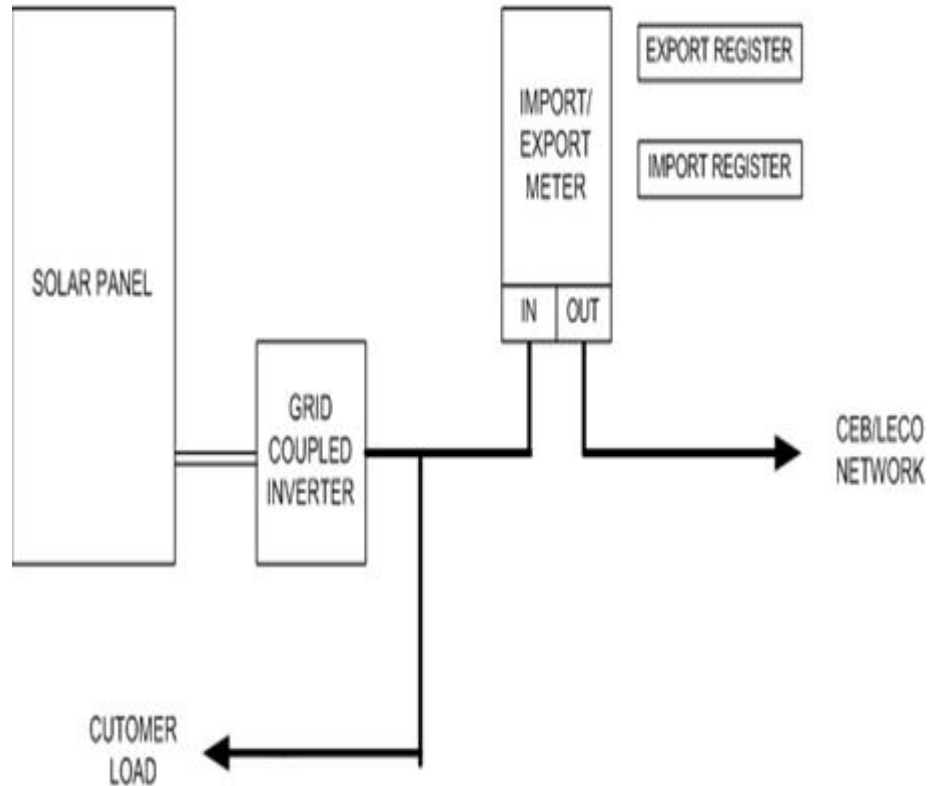 SOLAR PANEL
GRID
COUPLED
INVERTER
IMPORT/
EXPORT
METER
IN
OUT
EXPORT REGISTER
IMPORT REGISTER
CEB/LECO
NETWORK
CUTOMER
LOAD